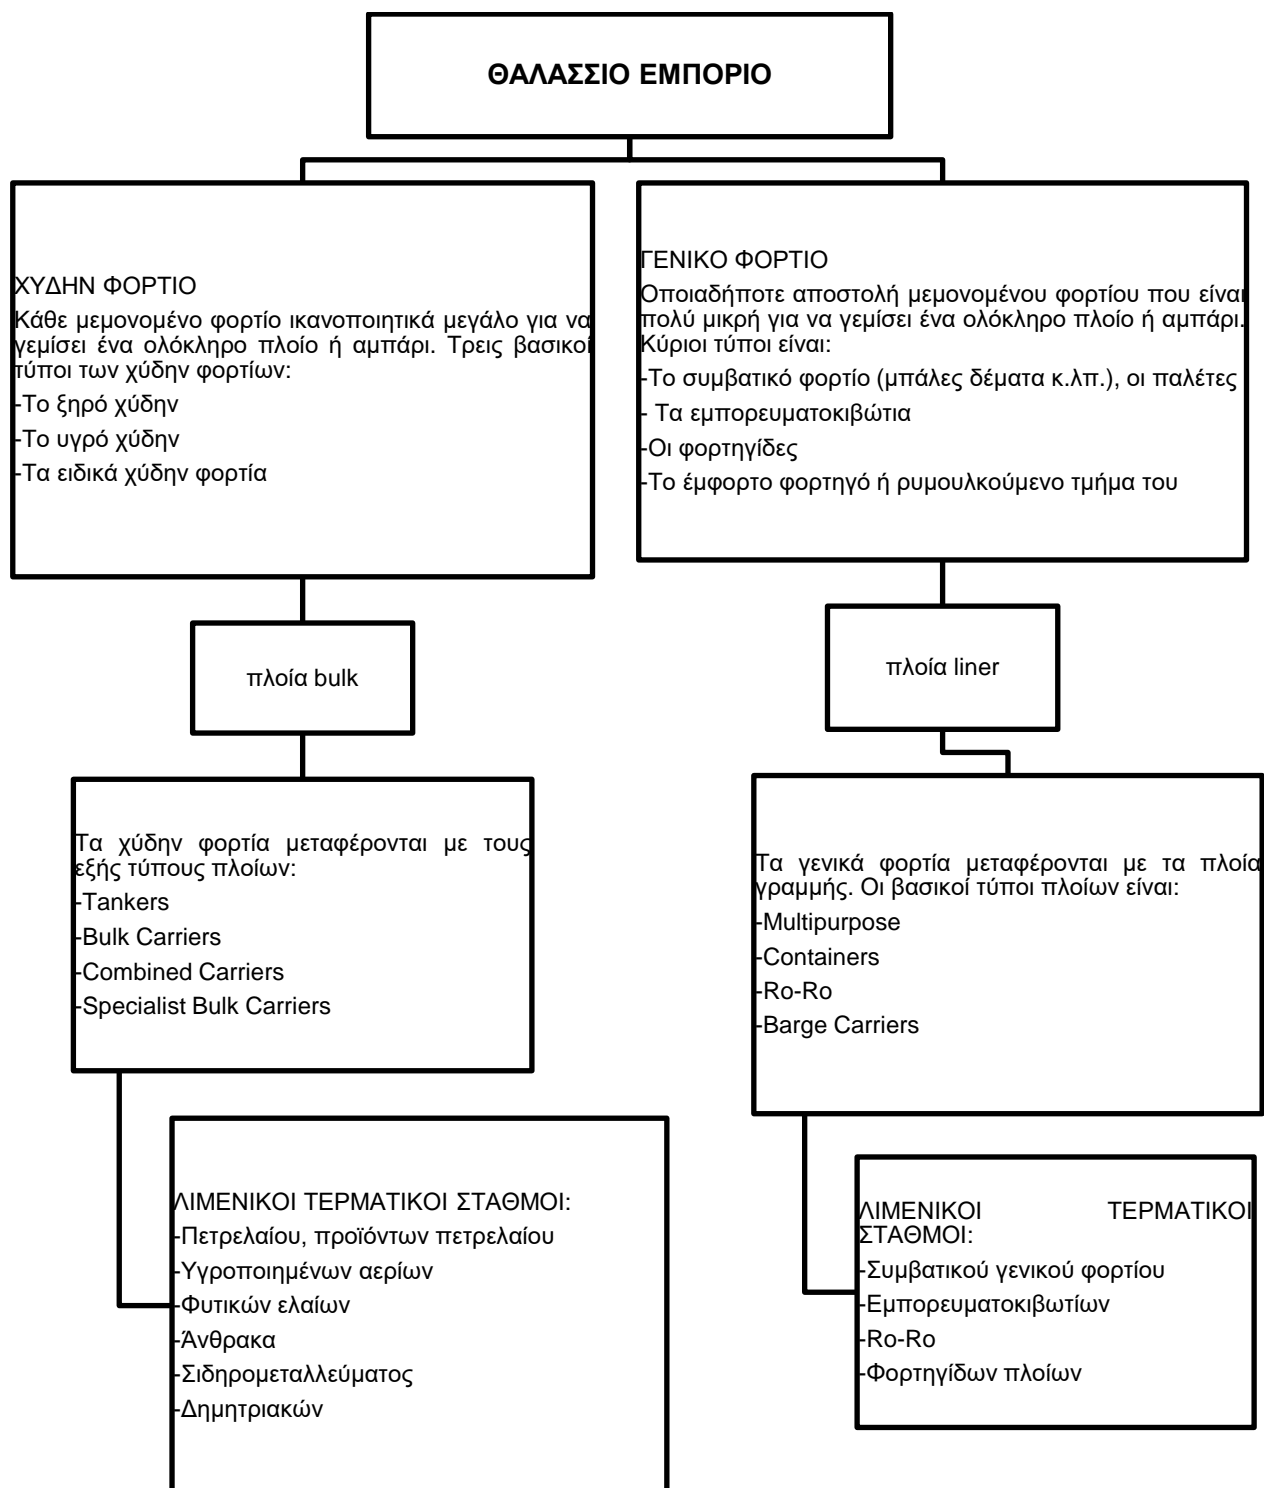 ΘΑΛΑΣΣΙΟ ΕΜΠΟΡΙΟ
ΧΥΔΗΝ ΦΟΡΤΙΟ
Κάθε μεμονομένο φορτίο ικανοποιητικά μεγάλο για να
γεμίσει ένα ολόκληρο πλοίο ή αμπάρι. Τρεις βασικοί
τύποι των χύδην φορτίων:
-Το ξηρό χύδην
-Το υγρό χύδην
-Τα ειδικά χύδην φορτία
ΓΕΝΙΚΟ ΦΟΡΤΙΟ
Οποιαδήποτε αποστολή μεμονομένου φορτίου που είναι
πολύ μικρή για να γεμίσει ένα ολόκληρο πλοίο ή αμπάρι.
Κύριοι τύποι είναι:
-Το συμβατικό φορτίο (μπάλες δέματα κ.λπ.), οι παλέτες
- Τα εμπορευματοκιβώτια
-Οι φορτηγίδες
-Το έμφορτο φορτηγό ή ρυμουλκούμενο τμήμα του
πλοία bulk
πλοία liner
Τα χύδην φορτία μεταφέρονται με τους
εξής τύπους πλοίων:
-Tankers
-Bulk Carriers
-Combined Carriers
-Specialist Bulk Carriers
Τα γενικά φορτία μεταφέρονται με τα πλοία
γραμμής. Οι βασικοί τύποι πλοίων είναι:
-Multipurpose
-Containers
-Ro-Ro
-Barge Carriers
ΛΙΜΕΝΙΚΟΙ ΤΕΡΜΑΤΙΚΟΙ ΣΤΑΘΜΟΙ:
-Πετρελαίου, προϊόντων πετρελαίου
-Υγροποιημένων αερίων
-Φυτικών ελαίων
-Άνθρακα
-Σιδηρομεταλλεύματος
-Δημητριακών
ΛΙΜΕΝΙΚΟΙ ΤΕΡΜΑΤΙΚΟΙ
ΣΤΑΘΜΟΙ:
-Συμβατικού γενικού φορτίου
-Εμπορευματοκιβωτίων
-Ro-Ro
-Φορτηγίδων πλοίων